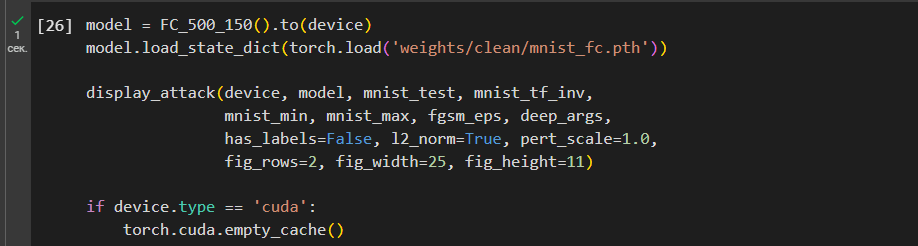 [26] model = FC_500_150().to(device)
1
сек.
model.load_state_dict(torch.load('weights/clean/mnist_fc.pth'))
display_attack(device, model, mnist_test, mnist_tf_inv,
mnist_min, mnist_max, fgsm_eps, deep_args,
has_labels=False, l2_norm=True, pert_scale=1.0,
fig_rows=2, fig_width=25, fig_height=11)
if device.type == 'cuda':
torch.cuda.empty_cache()